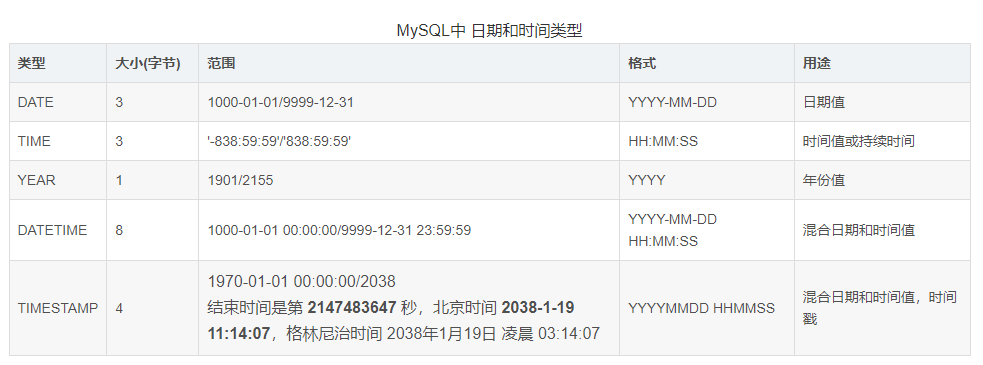 MySQL中 日期和时间类型
类型 大小(字节) 范围 格式 用途
DATE 3 1000-01-01/9999-12-31 YYYY-MM-DD 日期值
TIME 3 '-838:59:59'/'838:59:59' HH:MM:SS 时间值或持续时间
YEAR 1 1901/2155 YYYY 年份值
DATETIME 8 1000-01-01 00:00:00/9999-12-31 23:59:59 YYYY-MM-DD
HH:MM:SS 混合日期和时间值
TIMESTAMP 4 1970-01-01 00:00:00/2038
结束时间是第 2147483647 秒，北京时间 2038-1-19
11:14:07，格林尼治时间 2038年1月19日 凌晨 03:14:07
YYYYMMDD HHMMSS
混合日期和时间值，时间
戳